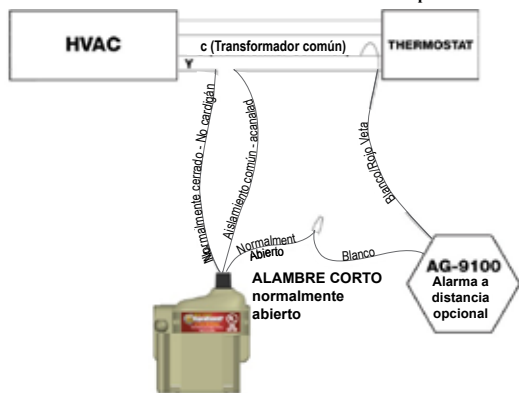 HVAC
c (Transformador común)
THERMOSTAT
Y
Normalmente cerrado - No cardigán
Aislamiento común - acanalad
Blanco/Rojo Veta
Normalment
Abierto
Blanco
ALAMBRE CORTO
normalmente
abierto
AG-9100
Alarma a
distancia
opcional